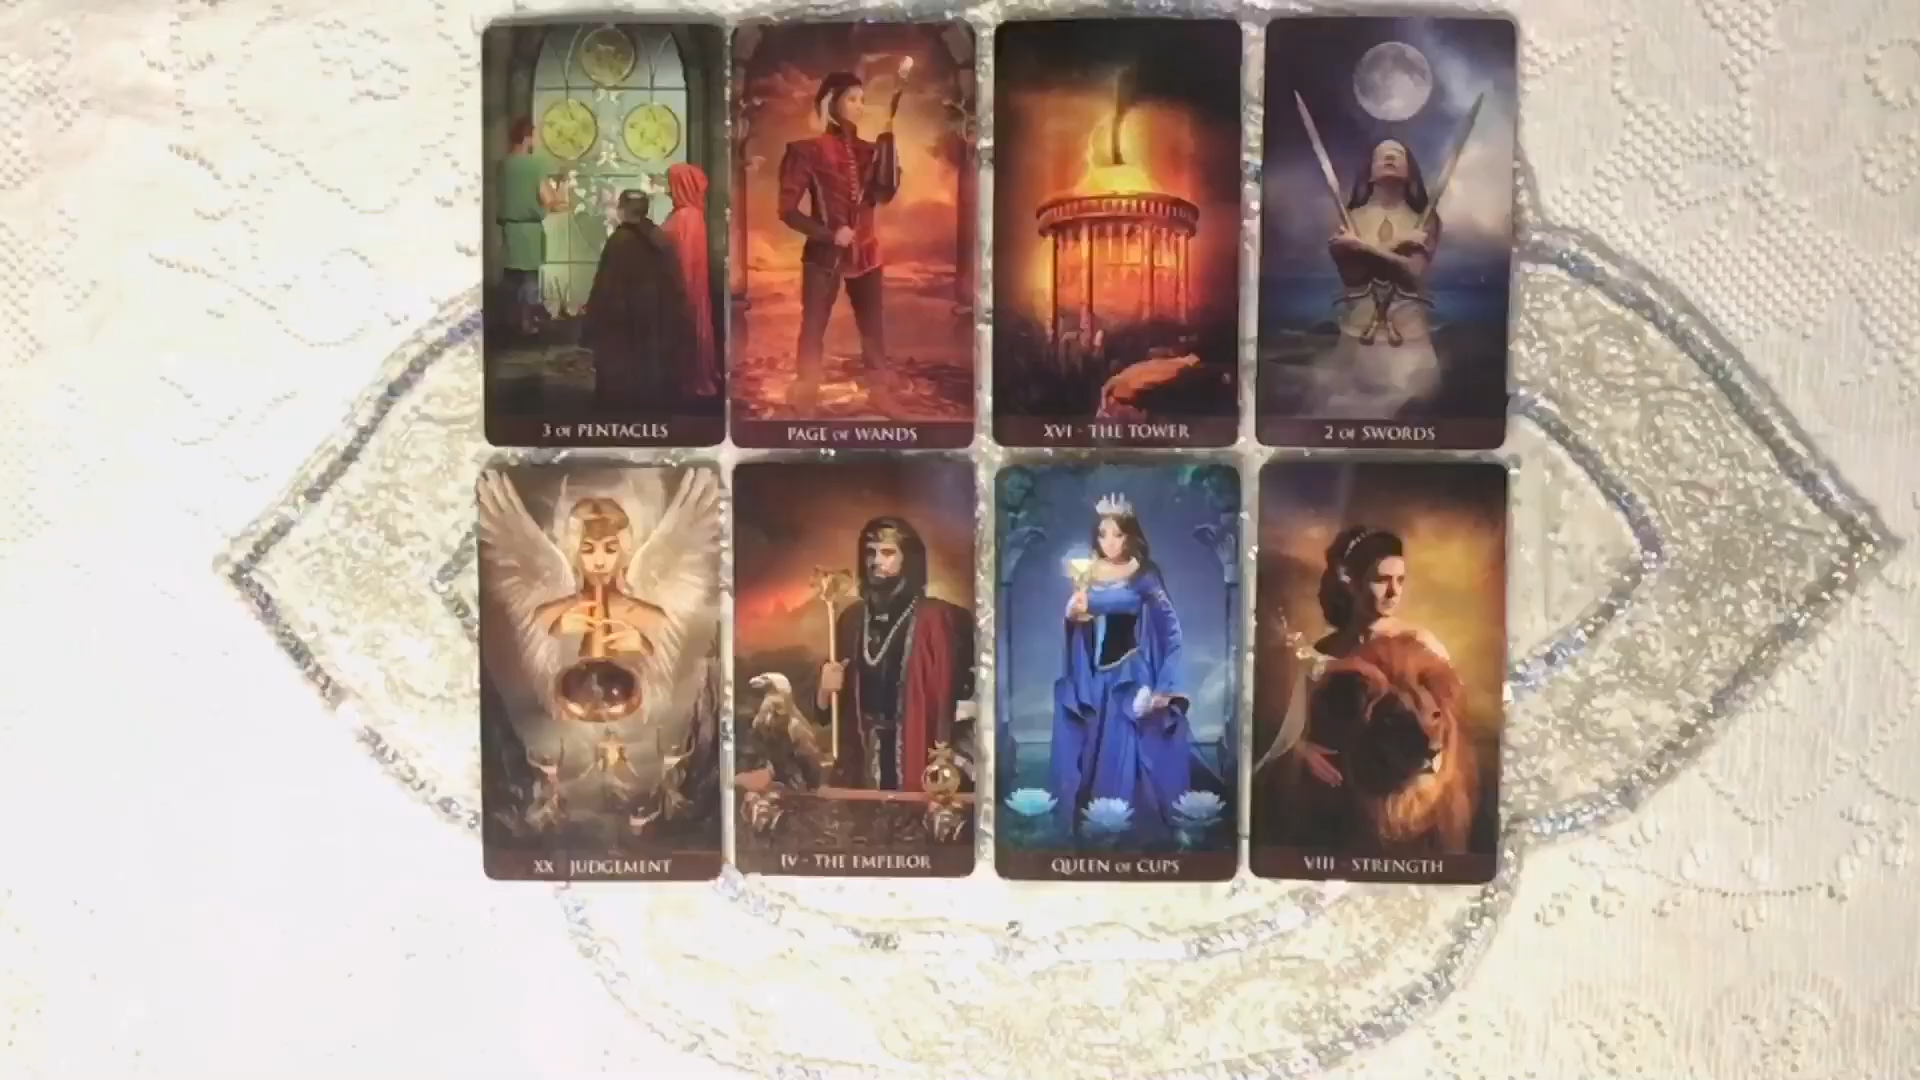 3 OF PENTACLES
PAGE OF WANDS
XVI - THE TOWER
2 OF SWORDS
XX - JUDGEMENT
IV - THE EMPEROR
QUEEN OF CUPS
VIII - STRENGTH